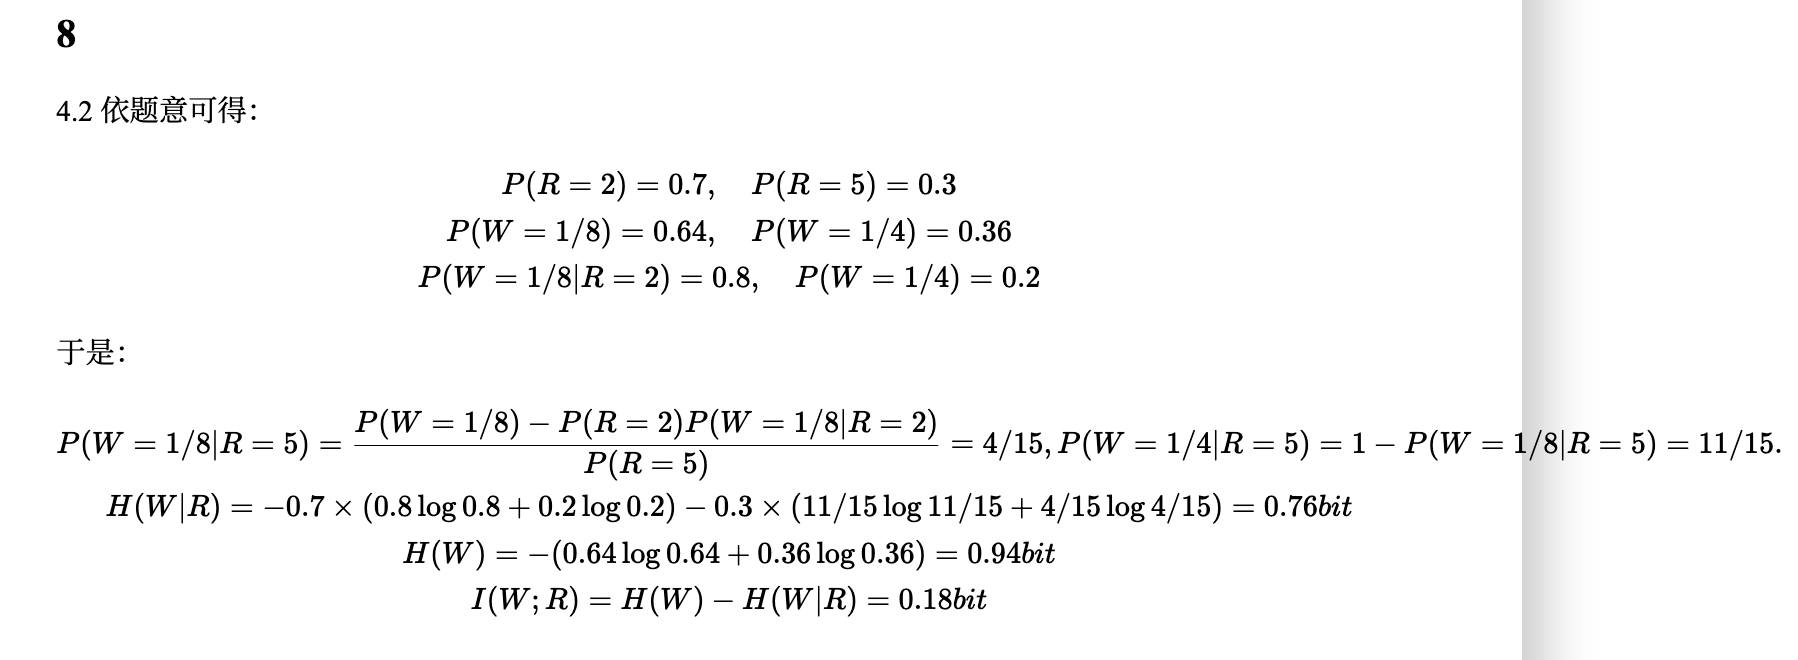 8
4.2 依题意可得：
P(R = 2) = 0.7, P(R = 5) = 0.3
P(W = 1/8) = 0.64, P(W = 1/4) = 0.36
P(W = 1/8|R = 2) = 0.8, P(W = 1/4) = 0.2
于是：
P(W = 1/8|R = 5) = \frac{P(W = 1/8) − P(R = 2)P(W = 1/8|R = 2)}{P(R = 5)} = 4/15, P(W = 1/4|R = 5) = 1 − P(W = 1/8|R = 5) = 11/15.
H(W|R) = −0.7 × (0.8 log 0.8 + 0.2 log 0.2) − 0.3 × (11/15 log 11/15 + 4/15 log 4/15) = 0.76bit
H(W) = −(0.64 log 0.64 + 0.36 log 0.36) = 0.94bit
I(W; R) = H(W) − H(W|R) = 0.18bit